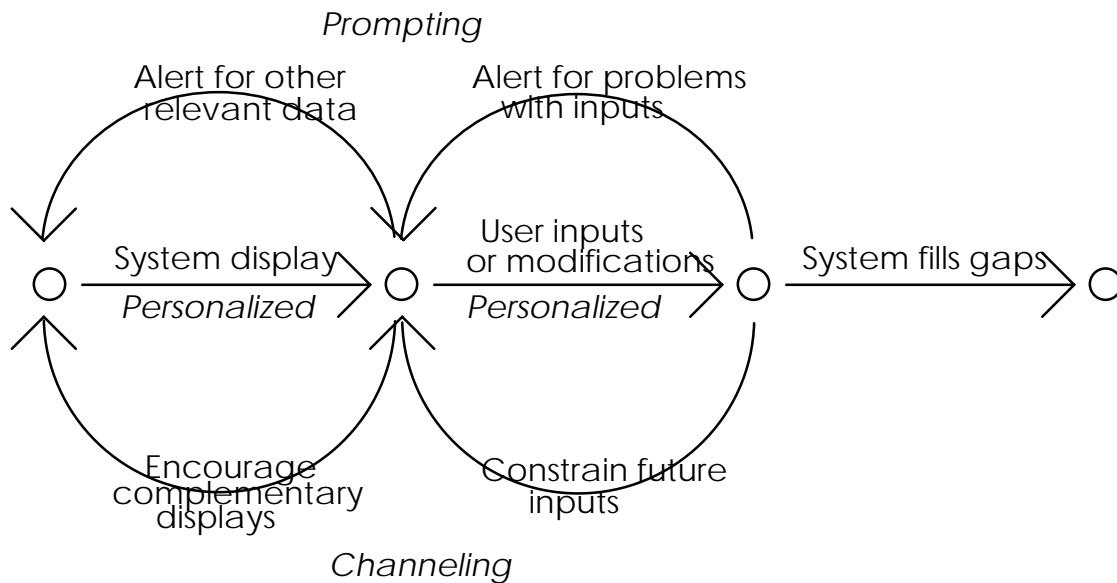 Prompting
Alert for other
relevant data
Alert for problems
with inputs
System display
Personalized
User inputs
or modifications
Personalized
System fills gaps
Encourage
complementary
displays
Constrain future
inputs
Channeling